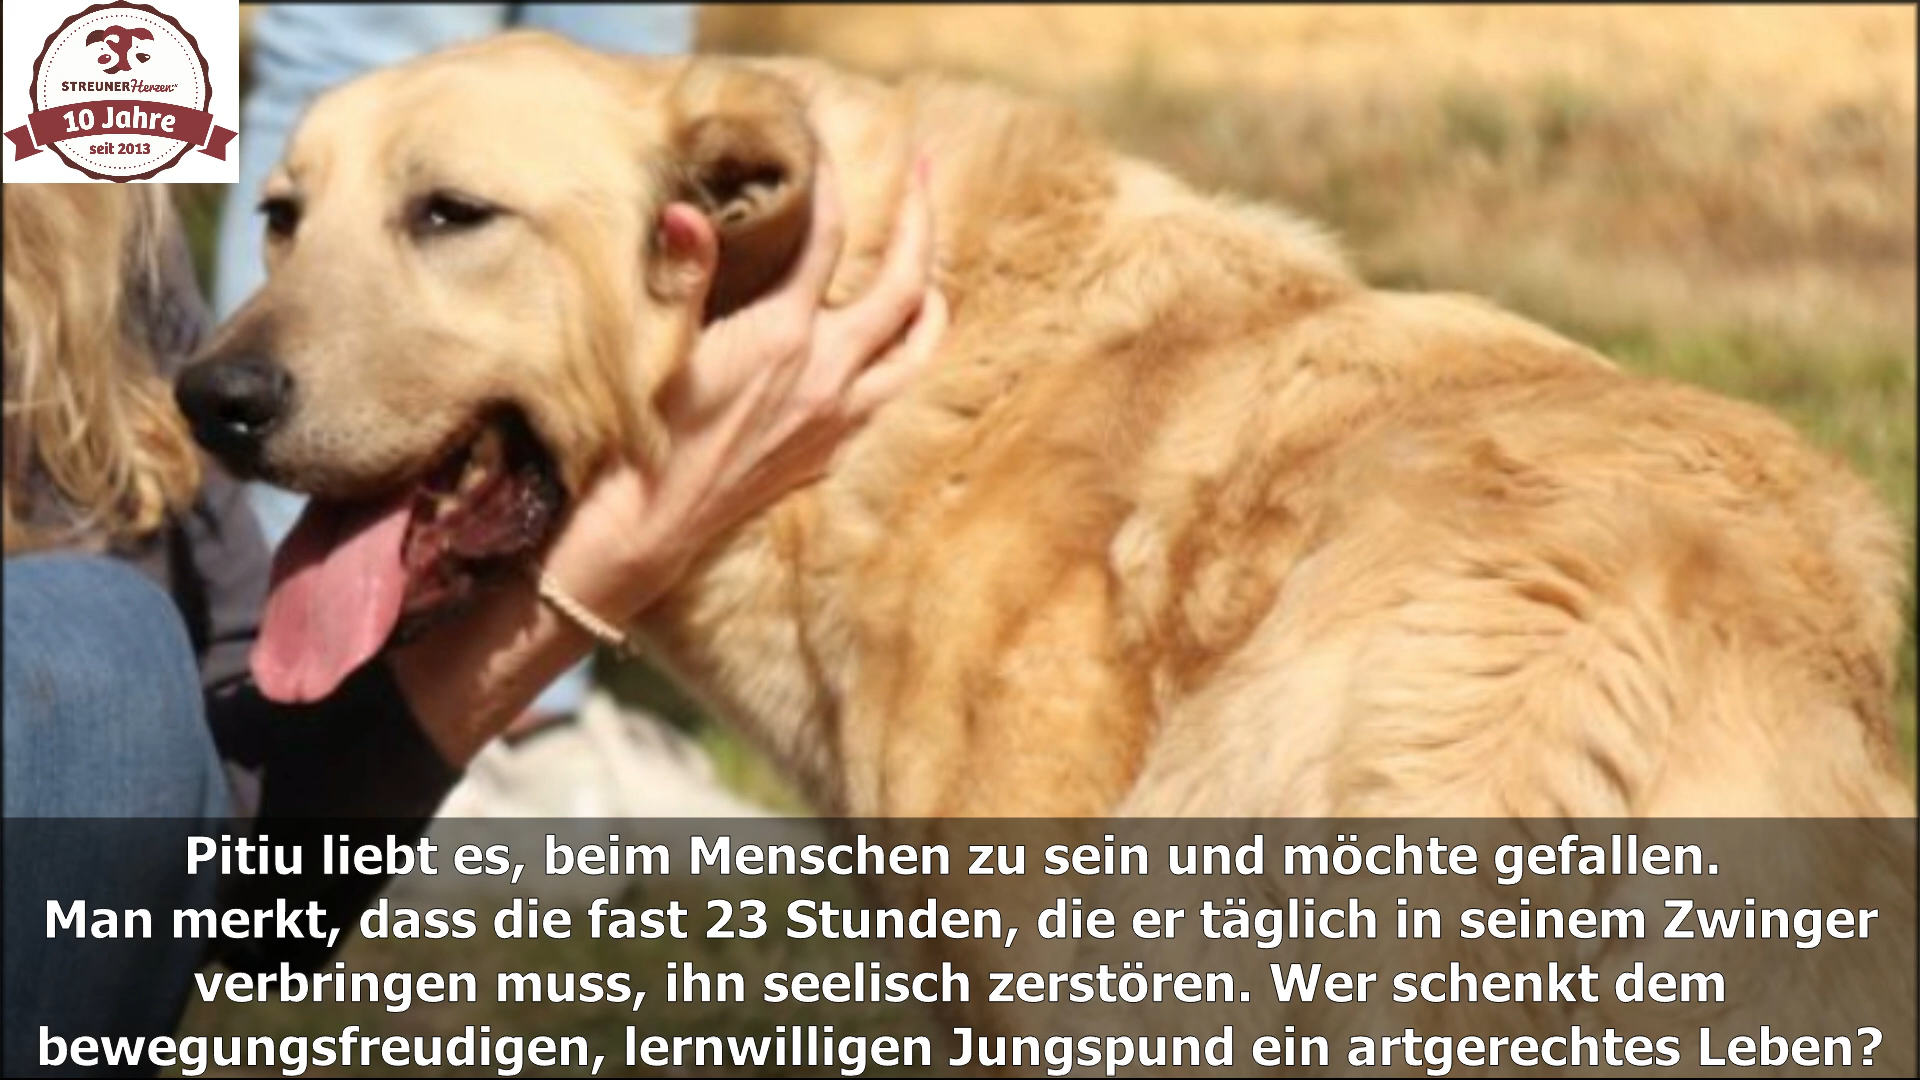 STREUNERHerzen
10 Jahre
seit 2013
Pitiu liebt es, beim Menschen zu sein und möchte gefallen.
Man merkt, dass die fast 23 Stunden, die er täglich in seinem Zwinger
verbringen muss, ihn seelisch zerstören. Wer schenkt dem
bewegungsfreudigen, lernwilligen Jungspund ein artgerechtes Leben?